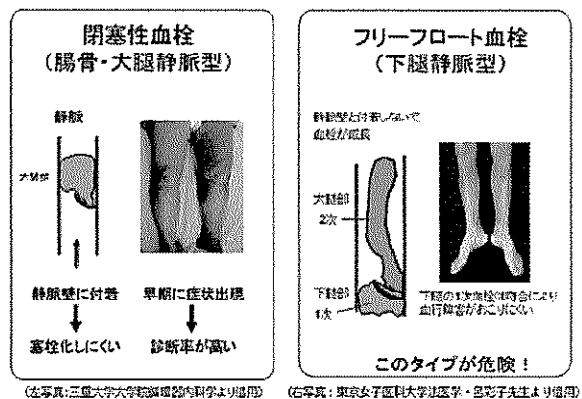 閉塞性血栓
（腸骨・大腿静脈型）
静脈
大腿部
静脈壁に付着
塞栓化しにくい
早期に症状出現
診断率が高い
フリーフロート血栓
（下腿静脈型）
静脈壁と付着しないで
血栓が成長
大腿部
2次
下腿部
1次
下腿の1次血栓は吻合により
血行障害がおこりにくい
このタイプが危険！
（左写真：三重大学大学院循環器内科学より借用）
（右写真：東京女子医科大学法医学・呂彩子先生より借用）